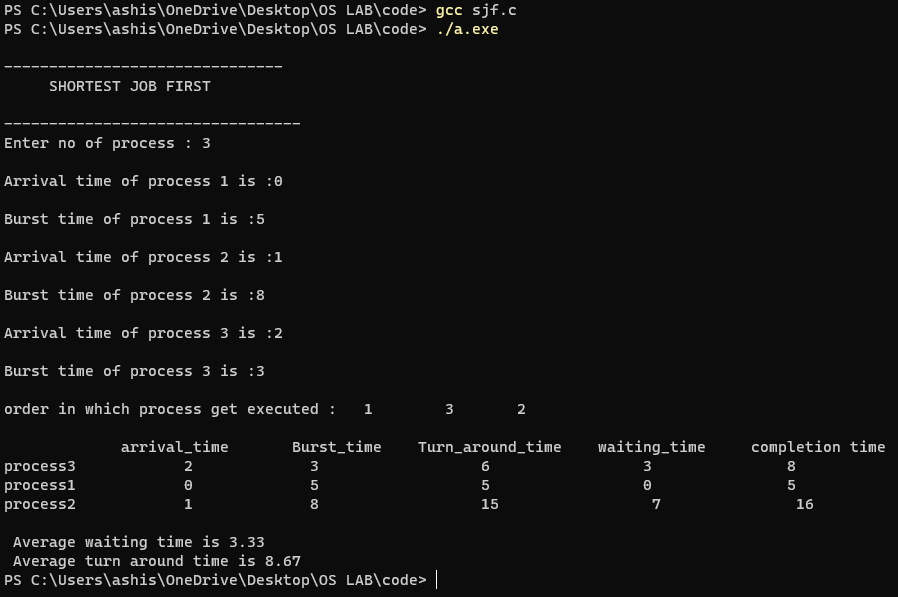 PS C:\Users\ashis\OneDrive\Desktop\OS LAB\code> gcc sjf.c
PS C:\Users\ashis\OneDrive\Desktop\OS LAB\code> ./a.exe
_______________________________
SHORTEST JOB FIRST
_________________________________
Enter no of process : 3
Arrival time of process 1 is :0
Burst time of process 1 is :5
Arrival time of process 2 is :1
Burst time of process 2 is :8
Arrival time of process 3 is :2
Burst time of process 3 is :3
order in which process get executed : 1 3 2
arrival_time Burst_time Turn_around_time waiting_time completion time
process3 2 3 6 3 8
process1 0 5 5 0 5
process2 1 8 15 7 16
Average waiting time is 3.33
Average turn around time is 8.67
PS C:\Users\ashis\OneDrive\Desktop\OS LAB\code>